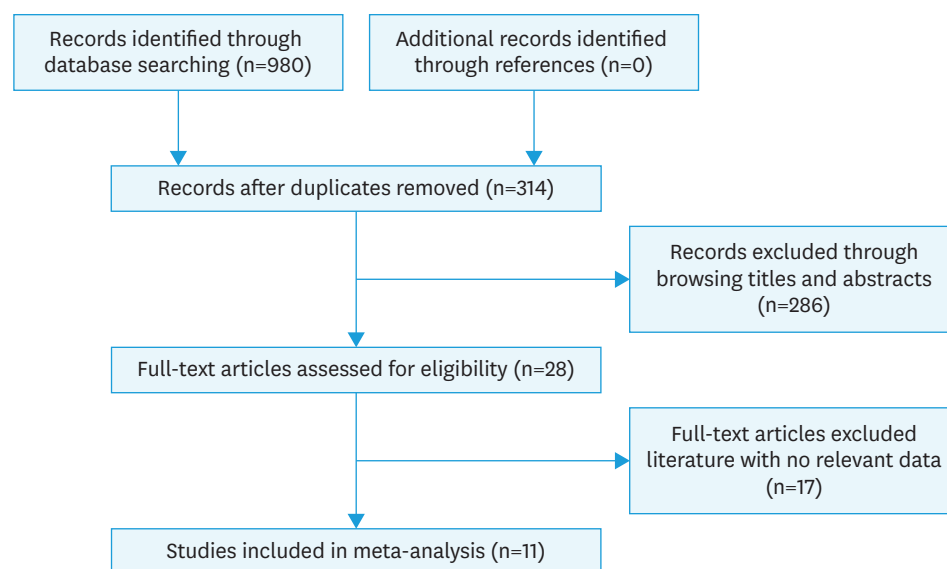 Records identified through
database searching (n=980)
Additional records identified
through references (n=0)
Records after duplicates removed (n=314)
Records excluded through
browsing titles and abstracts
(n=286)
Full-text articles assessed for eligibility (n=28)
Full-text articles excluded
literature with no relevant data
(n=17)
Studies included in meta-analysis (n=11)